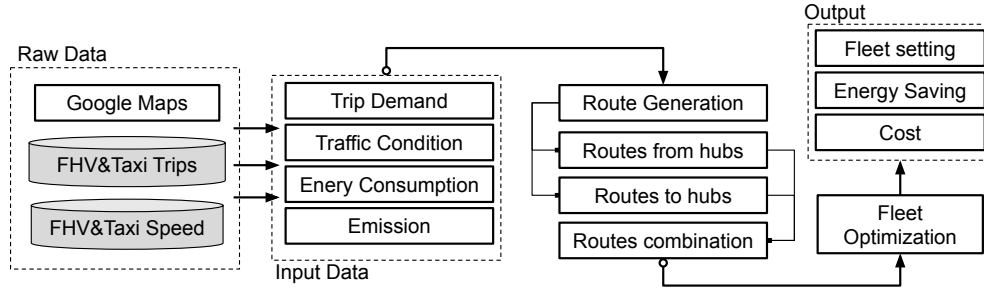 Raw Data
Google Maps
FHV&Taxi Trips
FHV&Taxi Speed
Trip Demand
Traffic Condition
Enery Consumption
Emission
Input Data
Route Generation
Routes from hubs
Routes to hubs
Routes combination
Output
Fleet setting
Energy Saving
Cost
Fleet
Optimization